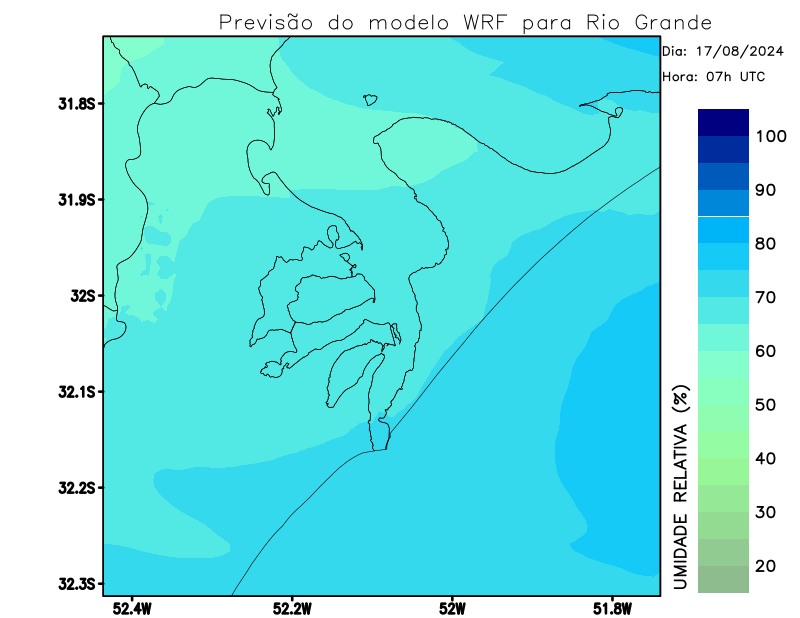 Previsão do modelo WRF para Rio Grande
Dia: 17/08/2024
Hora: 07h UTC
31.8S
31.9S
32S
32.1S
32.2S
32.3S
52.4W
52.2W
52W
51.8W
100
90
80
70
60
50
40
30
20
UMIDADE RELATIVA (%)